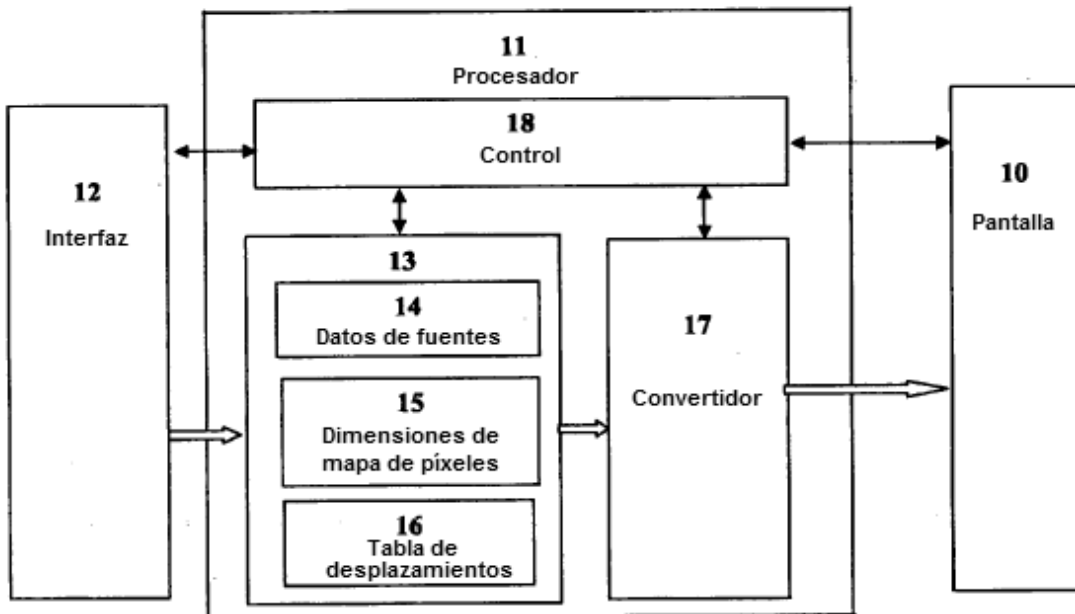 11
Procesador
18
Control
12
Interfaz
13
14
Datos de fuentes
15
Dimensiones de
mapa de píxeles
16
Tabla de
desplazamientos
17
Convertidor
10
Pantalla